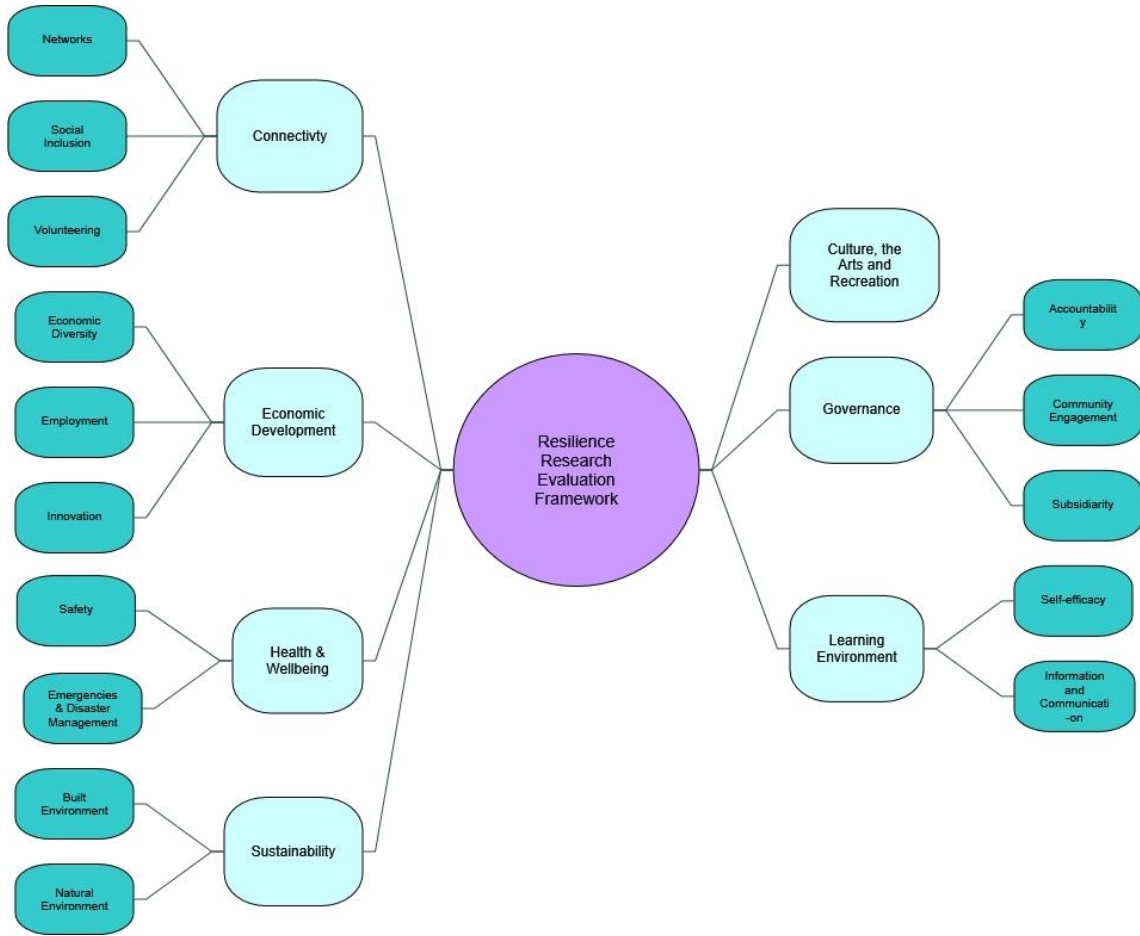 Networks
Social
Inclusion
Volunteering
Connectivty
Economic
Diversity
Employment
Innovation
Economic
Development
Safety
Emergencies
& Disaster
Management
Health &
Wellbeing
Built
Environment
Natural
Environment
Sustainability
Resilience
Research
Evaluation
Framework
Culture, the
Arts and
Recreation
Governance
Accountabilit
y
Community
Engagement
Subsidiarity
Learning
Environment
Self-efficacy
Information
and
Communicati
-on